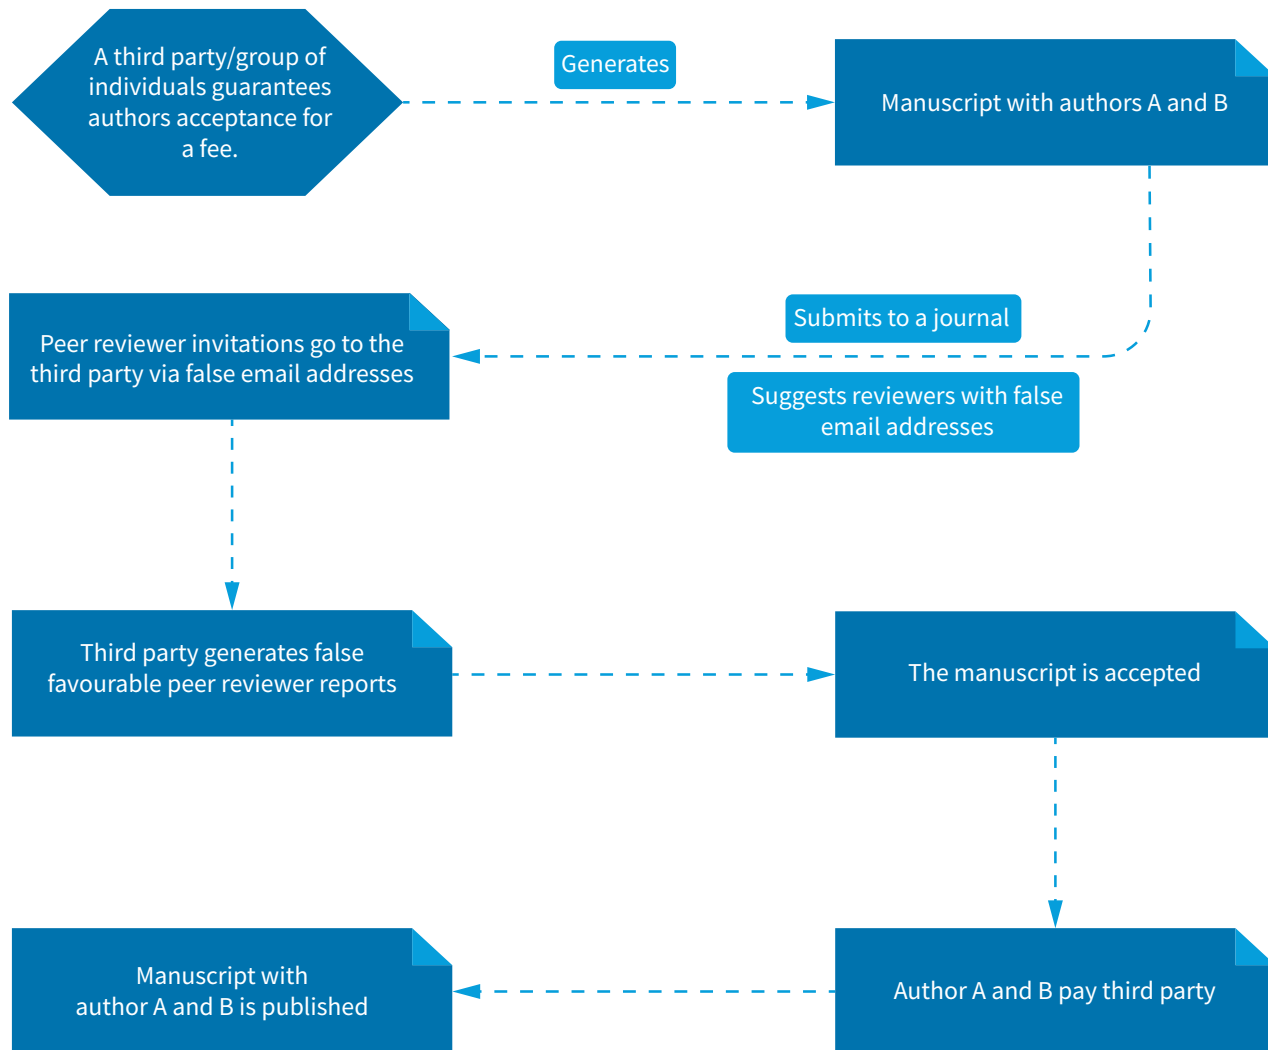 A third party/group of
individuals guarantees
authors acceptance for
a fee.
Generates
Manuscript with authors A and B
Submits to a journal
Suggests reviewers with false
email addresses
Peer reviewer invitations go to the
third party via false email addresses
Third party generates false
favourable peer reviewer reports
The manuscript is accepted
Author A and B pay third party
Manuscript with
author A and B is published